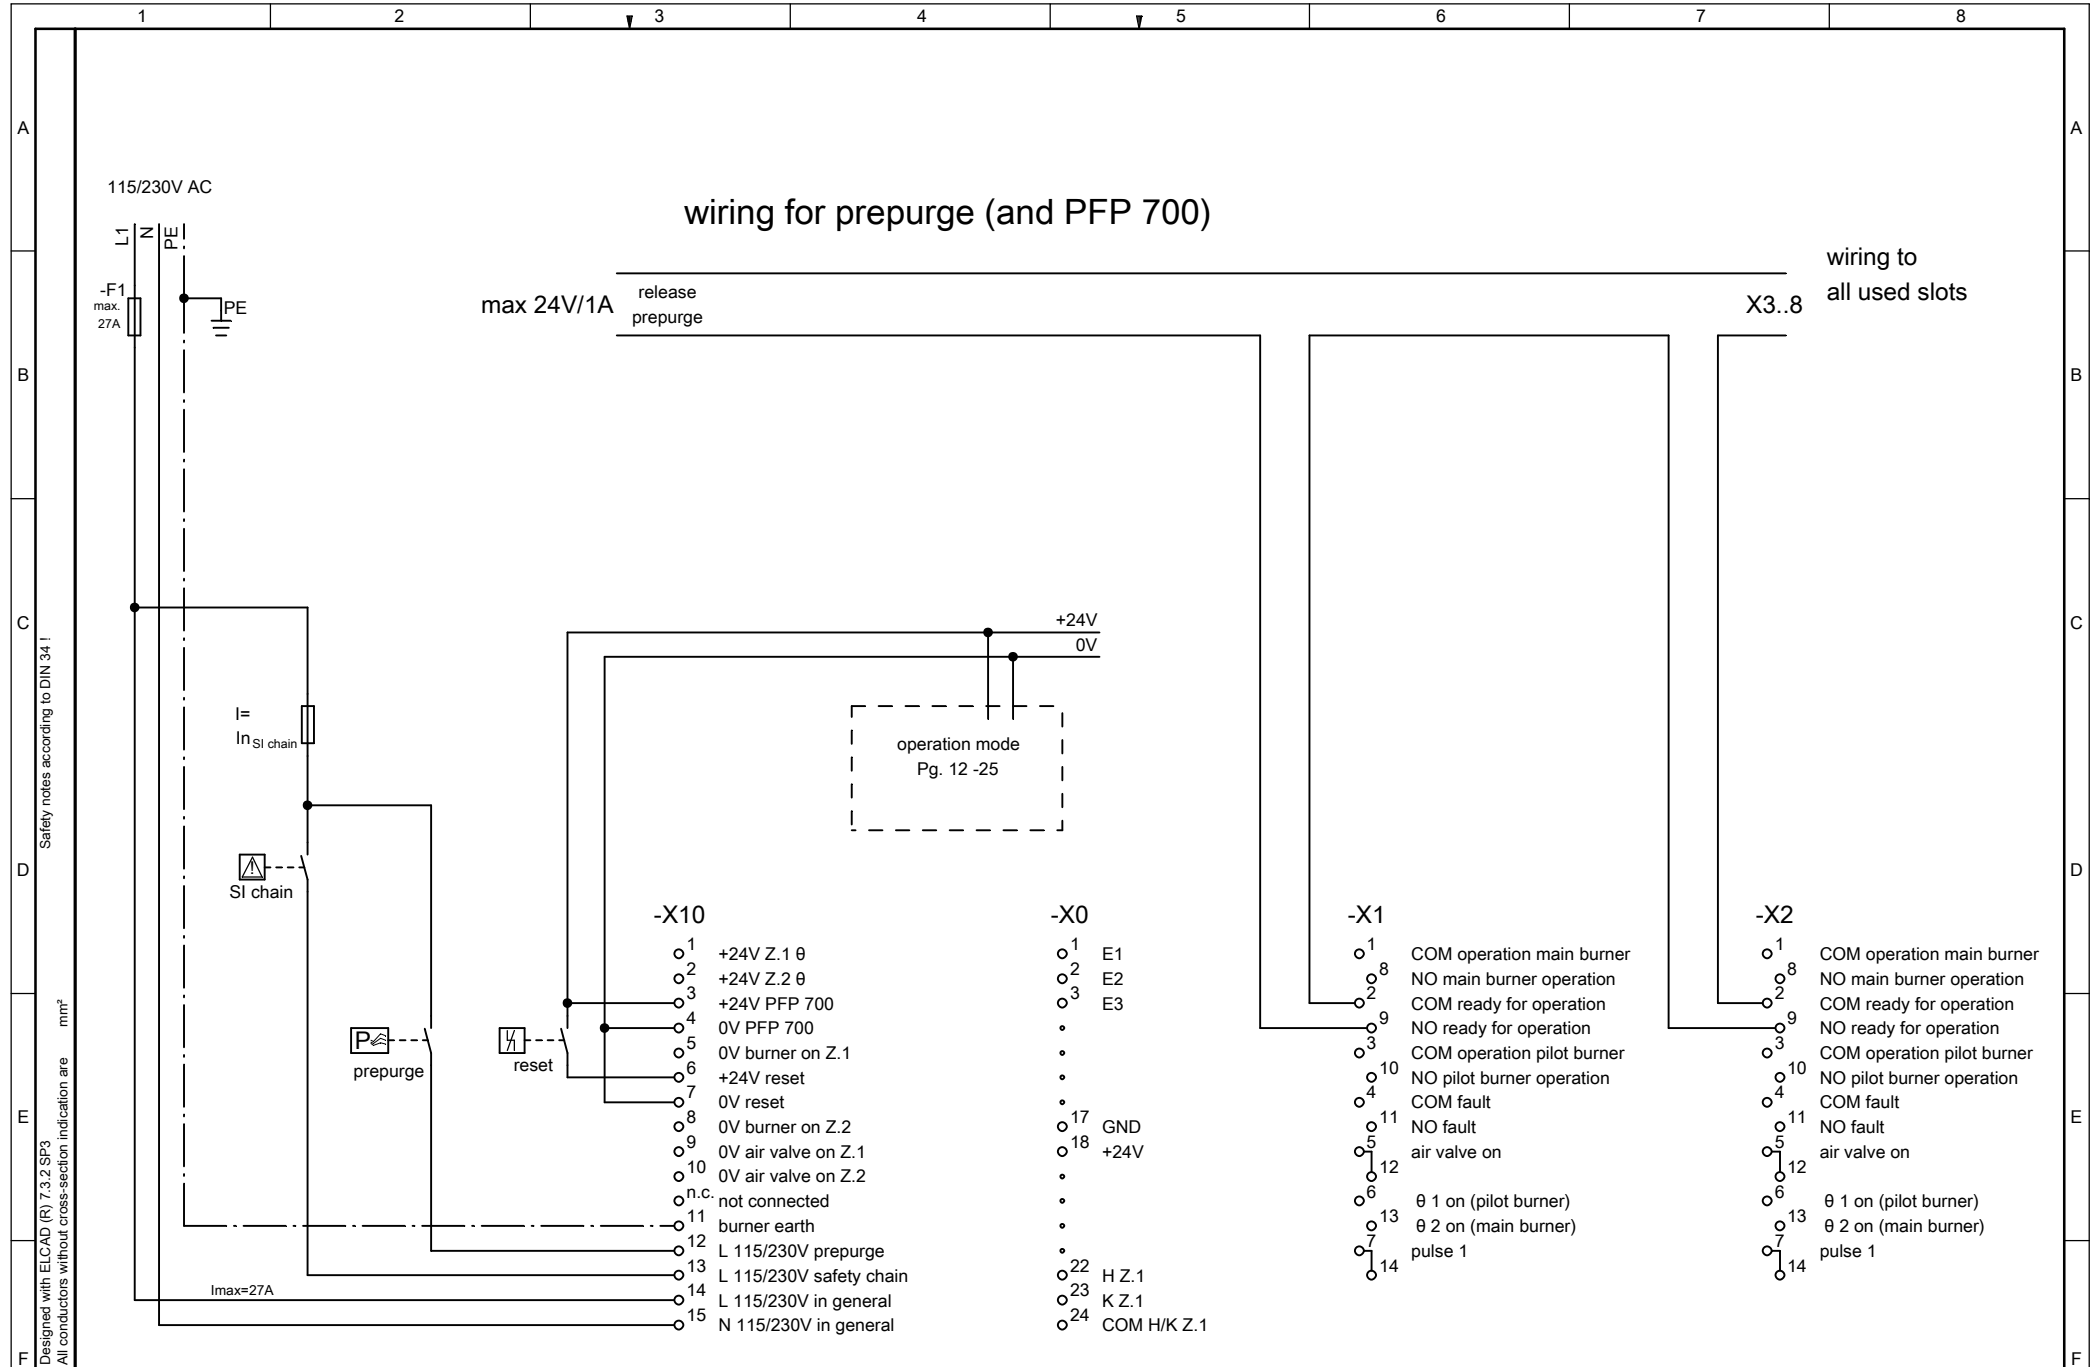 1 2 3 4 5 6 7 8
A A
115/230V AC
wiring for prepurge (and PFP 700)
L1
N
PE
wiring to
all used slots
-F1
max.
27A
PE
max 24V/1A
release
prepurge
X3..8
B B
C C
+24V
0V
Safety notes according to DIN 34 !
I=
In SI chain
operation mode
Pg. 12 -25
D D
SI chain
P
prepurge
reset
-X10
1 +24V Z.1 θ
2 +24V Z.2 θ
3 +24V PFP 700
4 0V PFP 700
5 0V burner on Z.1
6 +24V reset
7 0V reset
8 0V burner on Z.2
9 0V air valve on Z.1
10 0V air valve on Z.2
n.c. not connected
11 burner earth
12 L 115/230V prepurge
13 L 115/230V safety chain
14 L 115/230V in general
15 N 115/230V in general
Imax=27A
-X0
1 E1
2 E2
3 E3
17 GND
18 +24V
22 H Z.1
23 K Z.1
24 COM H/K Z.1
-X1
1 COM operation main burner
8 NO main burner operation
2 COM ready for operation
9 NO ready for operation
3 COM operation pilot burner
10 NO pilot burner operation
4 COM fault
11 NO fault
5 air valve on
12
6 θ 1 on (pilot burner)
13 θ 2 on (main burner)
7 pulse 1
14
-X2
1 COM operation main burner
8 NO main burner operation
2 COM ready for operation
9 NO ready for operation
3 COM operation pilot burner
10 NO pilot burner operation
4 COM fault
11 NO fault
5 air valve on
12
6 θ 1 on (pilot burner)
13 θ 2 on (main burner)
7 pulse 1
14
E E
F F
Designed with ELCAD (R) 7.3.2 SP3
All conductors without cross-section indication are mm²